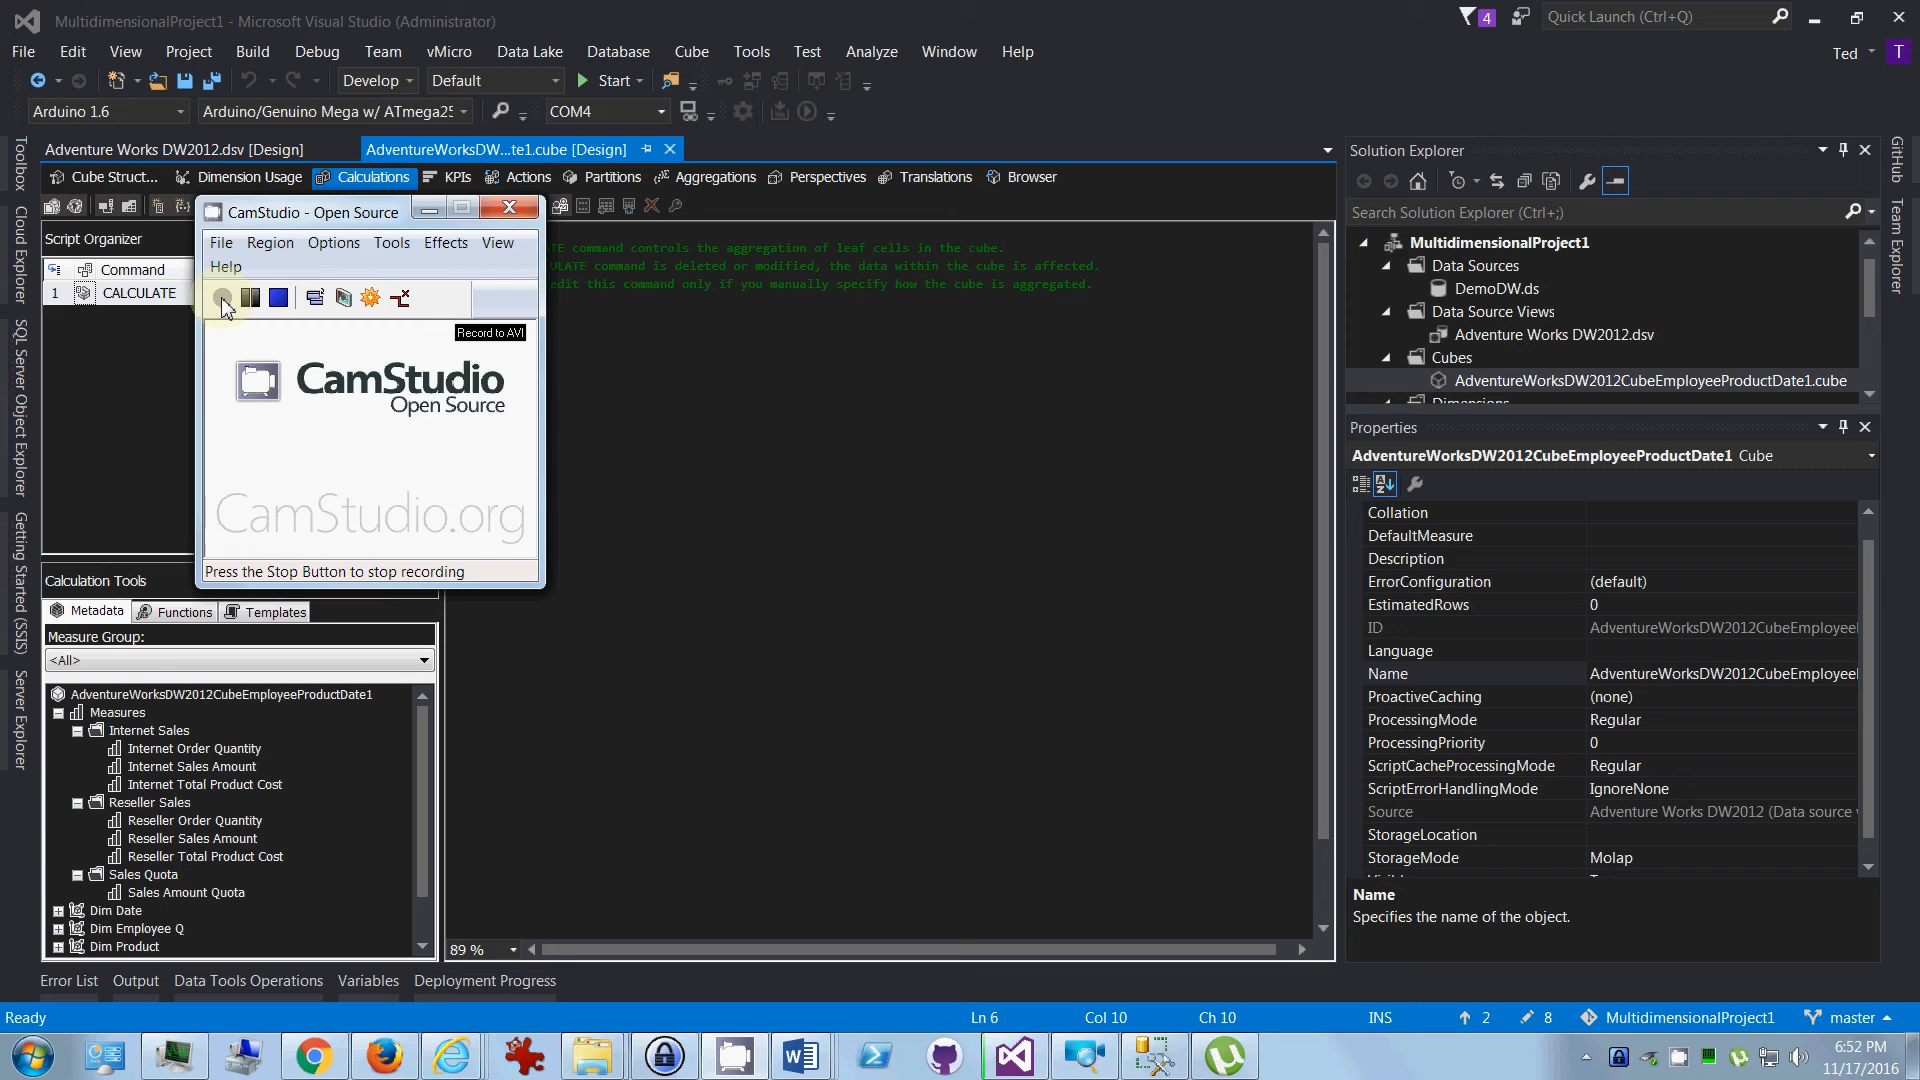 MultidimensionalProject1 - Microsoft Visual Studio (Administrator)
4
Quick Launch (Ctrl+Q)
File Edit View Project Build Debug Team vMicro Data Lake Database Cube Tools Test Analyze Window Help
Ted T
Develop Default Start
Arduino 1.6 Arduino/Genuino Mega w/ ATmega25 COM4
Adventure Works DW2012.dsv [Design] AdventureWorksDW...te1.cube [Design]
Cube Struct... Dimension Usage Calculations KPIs Actions Partitions Aggregations Perspectives Translations Browser
Toolbox
Cloud Explorer
SQL Server Object Explorer
Getting Started (SSIS)
Server Explorer
Script Organizer
Command
1 CALCULATE
CamStudio - Open Source
File Region Options Tools Effects View
Help
Record to AVI
CamStudio
Open Source
CamStudio.org
Press the Stop Button to stop recording
TE command controls the aggregation of leaf cells in the cube.
ULATE command is deleted or modified, the data within the cube is affected.
edit this command only if you manually specify how the cube is aggregated.
Calculation Tools
Metadata Functions Templates
Measure Group:
<All>
AdventureWorksDW2012CubeEmployeeProductDate1
Measures
Internet Sales
Internet Order Quantity
Internet Sales Amount
Internet Total Product Cost
Reseller Sales
Reseller Order Quantity
Reseller Sales Amount
Reseller Total Product Cost
Sales Quota
Sales Amount Quota
Dim Date
Dim Employee Q
Dim Product
89 %
Solution Explorer
Search Solution Explorer (Ctrl+;)
MultidimensionalProject1
Data Sources
DemoDW.ds
Data Source Views
Adventure Works DW2012.dsv
Cubes
AdventureWorksDW2012CubeEmployeeProductDate1.cube
Dimensions
Properties
AdventureWorksDW2012CubeEmployeeProductDate1 Cube
Collation
DefaultMeasure
Description
ErrorConfiguration (default)
EstimatedRows 0
ID AdventureWorksDW2012CubeEmployeeI
Language
Name AdventureWorksDW2012CubeEmployeeI
ProactiveCaching (none)
ProcessingMode Regular
ProcessingPriority 0
ScriptCacheProcessingMode Regular
ScriptErrorHandlingMode IgnoreNone
Source Adventure Works DW2012 (Data source
StorageLocation
StorageMode Molap
Name
Specifies the name of the object.
GitHub
Team Explorer
Error List Output Data Tools Operations Variables Deployment Progress
Ready Ln 6 Col 10 Ch 10 INS 2 8 MultidimensionalProject1 master
6:52 PM
11/17/2016